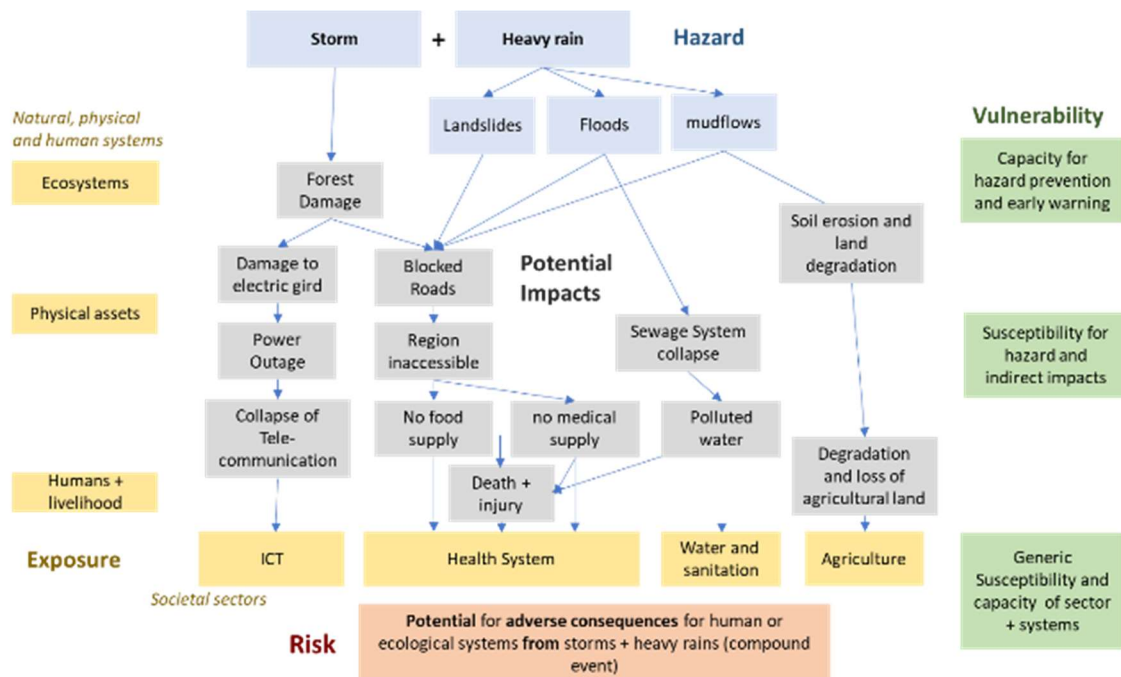 Storm
+
Heavy rain
Hazard
Natural, physical
and human systems
Landslides
Floods
mudflows
Vulnerability
Ecosystems
Forest
Damage
Capacity for
hazard prevention
and early warning
Soil erosion and
land
degradation
Damage to
electric gird
Blocked
Roads
Potential
Impacts
Physical assets
Power
Outage
Region
inaccessible
Sewage System
collapse
Susceptibility for
hazard and
indirect impacts
Collapse of
Tele-
communication
No food
supply
no medical
supply
Polluted
water
Humans +
livelihood
Death +
injury
Degradation
and loss of
agricultural land
Exposure
ICT
Health System
Water and
sanitation
Agriculture
Generic
Susceptibility and
capacity of sector
+ systems
Societal sectors
Risk
Potential for adverse consequences for human or
ecological systems from storms + heavy rains (compound
event)